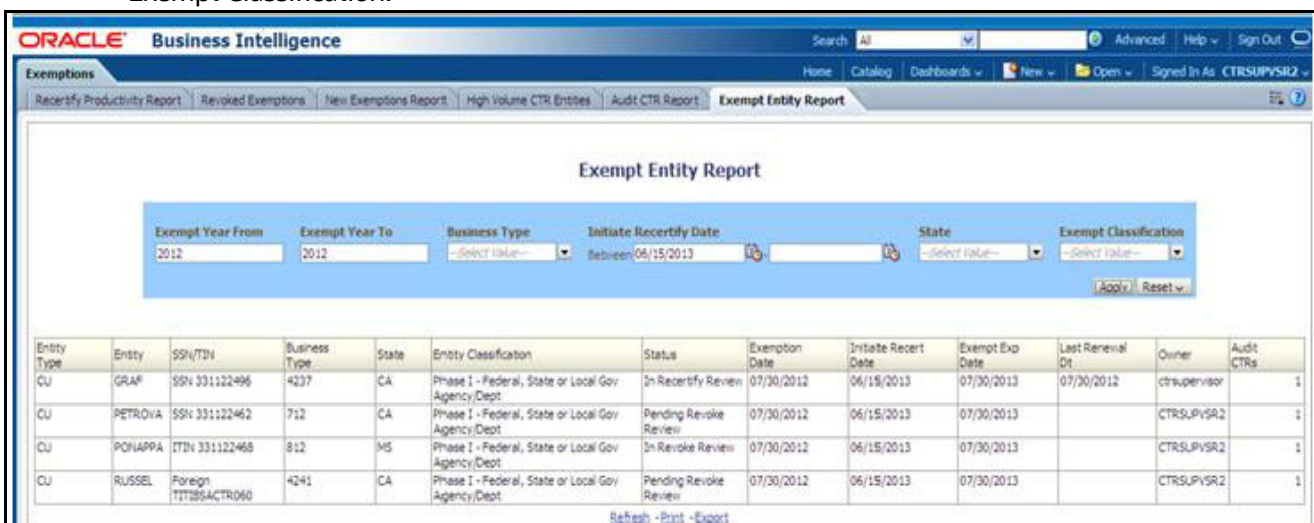 Exempt Classification.
ORACLE Business Intelligence
Search All Advanced Help Sign Out
Exemptions
Home Catalog Dashboards New Open Signed In As CTRSUPVSR2
Recertify Productivity Report Revoked Exemptions New Exemptions Report High Volume CTR Entities Audit CTR Report Exempt Entity Report
Exempt Entity Report
Exempt Year From Exempt Year To Business Type Initiate Recertify Date State Exempt Classification
2012 2012 --Select Value-- Between 06/15/2013 - --Select Value-- --Select Value--
Apply Reset
Entity Type Entity SSN/TIN Business Type State Entity Classification Status Exemption Date Initiate Recert Date Exempt Exp Date Last Renewal Dt Owner Audit CTRs
CU GRAF SSN 331122496 4237 CA Phase I - Federal, State or Local Gov Agency/Dept In Recertify Review 07/30/2012 06/15/2013 07/30/2013 07/30/2012 ctrsupervisor 1
CU PETROVA SSN 331122462 712 CA Phase I - Federal, State or Local Gov Agency/Dept Pending Revoke Review 07/30/2012 06/15/2013 07/30/2013 CTRSUPVSR2 1
CU PONAPPA ITIN 331122468 812 MS Phase I - Federal, State or Local Gov Agency/Dept In Revoke Review 07/30/2012 06/15/2013 07/30/2013 CTRSUPVSR2 1
CU RUSSEL Foreign 4241 CA Phase I - Federal, State or Local Gov Agency/Dept Pending Revoke Review 07/30/2012 06/15/2013 07/30/2013 CTRSUPVSR2 1
Refresh - Print - Export